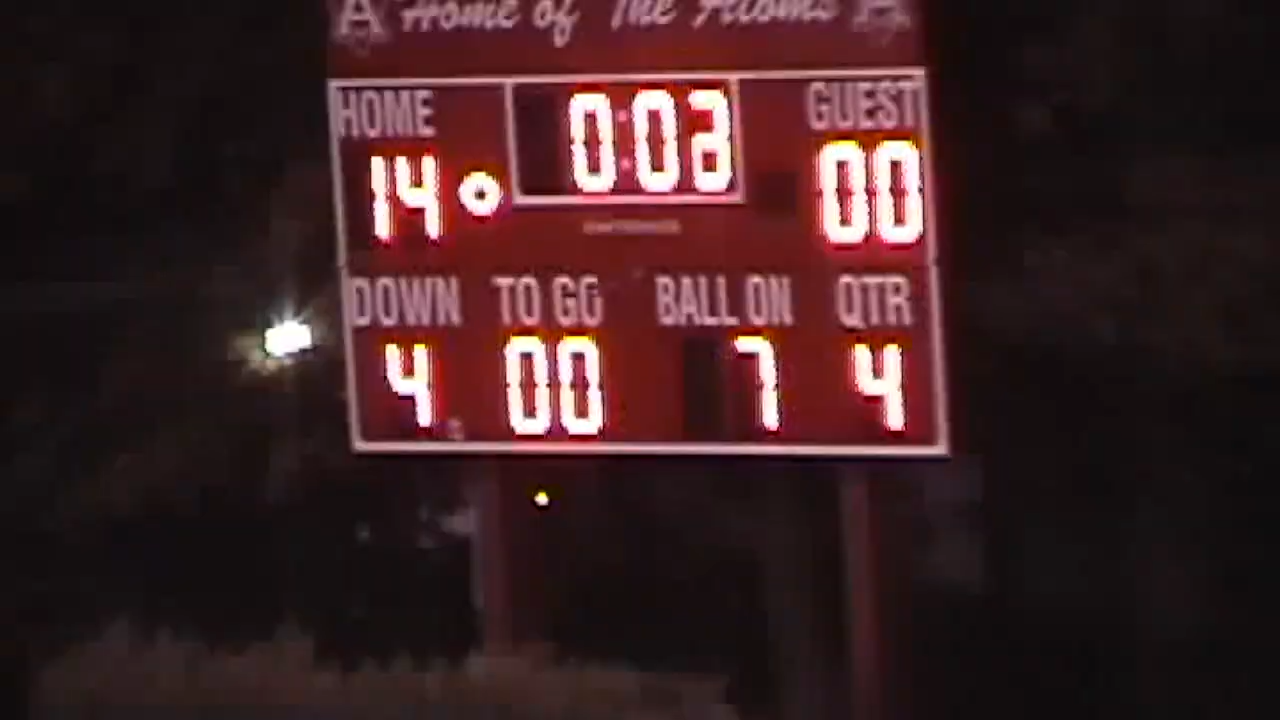 A Home of The Atoms A
HOME 0:03 GUEST
14 00
DOWN TO GO BALL ON QTR
4 00 7 4